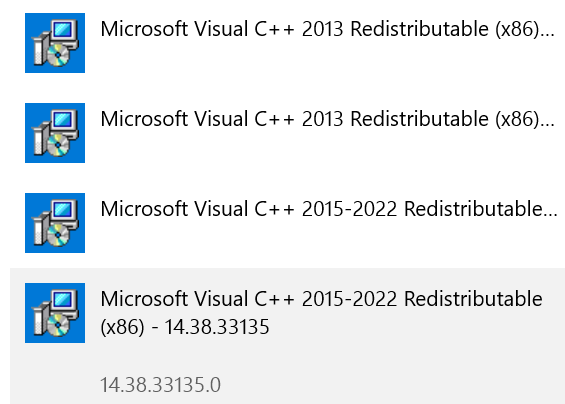 Microsoft Visual C++ 2013 Redistributable (x86)...
Microsoft Visual C++ 2013 Redistributable (x86)...
Microsoft Visual C++ 2015-2022 Redistributable...
Microsoft Visual C++ 2015-2022 Redistributable
(x86) - 14.38.33135
14.38.33135.0